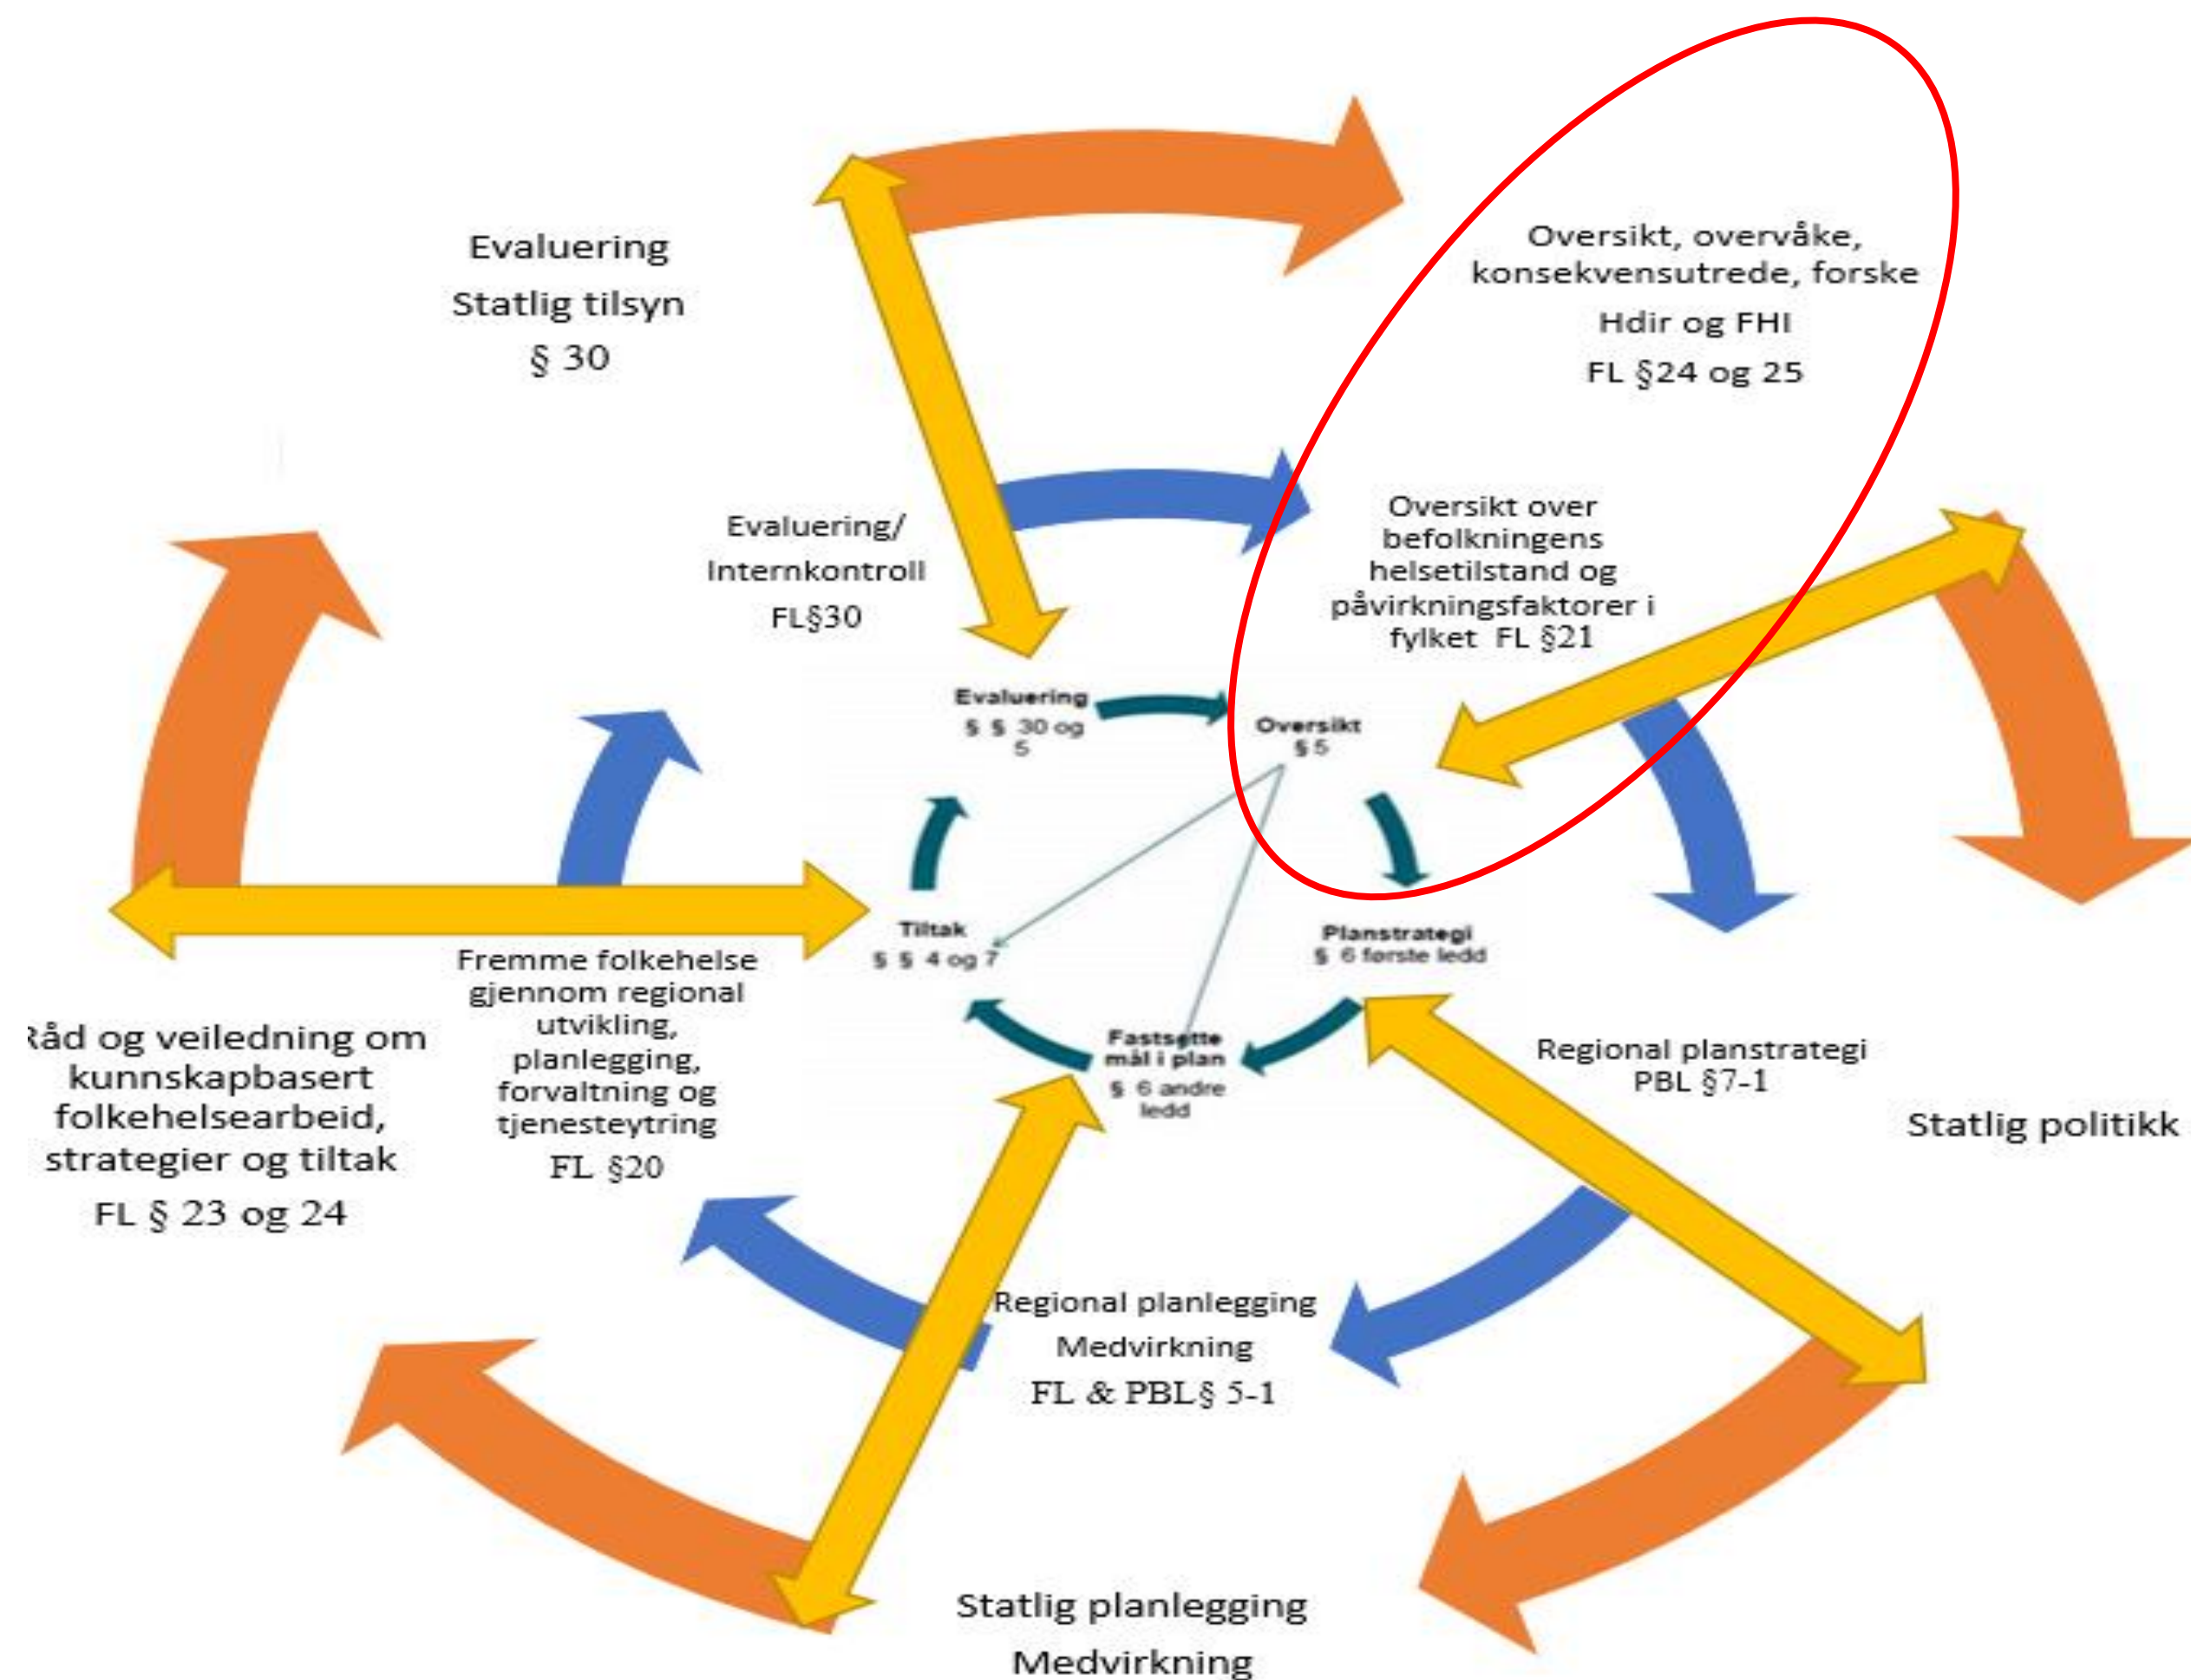 Evaluering
Statlig tilsyn
§ 30
Oversikt, overvåke,
konsekvensutrede, forske
Hdir og FHI
FL §24 og 25
Evaluering/
Internkontroll
FL§30
Oversikt over
befolkningens
helsetilstand og
påvirkningsfaktorer i
fylket FL §21
Evaluering
§ § 30 og
5
Oversikt
§ 5
Tiltak
§ § 4 og 7
Planstrategi
§ 6 første ledd
Fastsette
mål i plan
§ 6 andre
ledd
Fremme folkehelse
gjennom regional
utvikling,
planlegging,
forvaltning og
tjenesteytring
FL §20
Råd og veiledning om
kunnskapbasert
folkehelsearbeid,
strategier og tiltak
FL § 23 og 24
Regional planstrategi
PBL §7-1
Statlig politikk
Regional planlegging
Medvirkning
FL & PBL§ 5-1
Statlig planlegging
Medvirkning